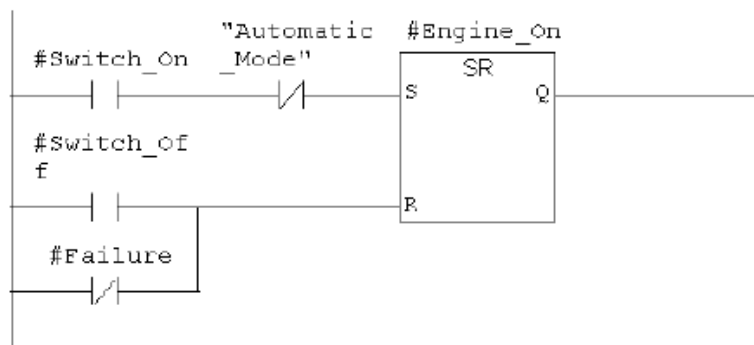 "Automatic #Engine_On
#Switch_On _Mode" SR
S Q
#Switch_Of
f
R
#Failure